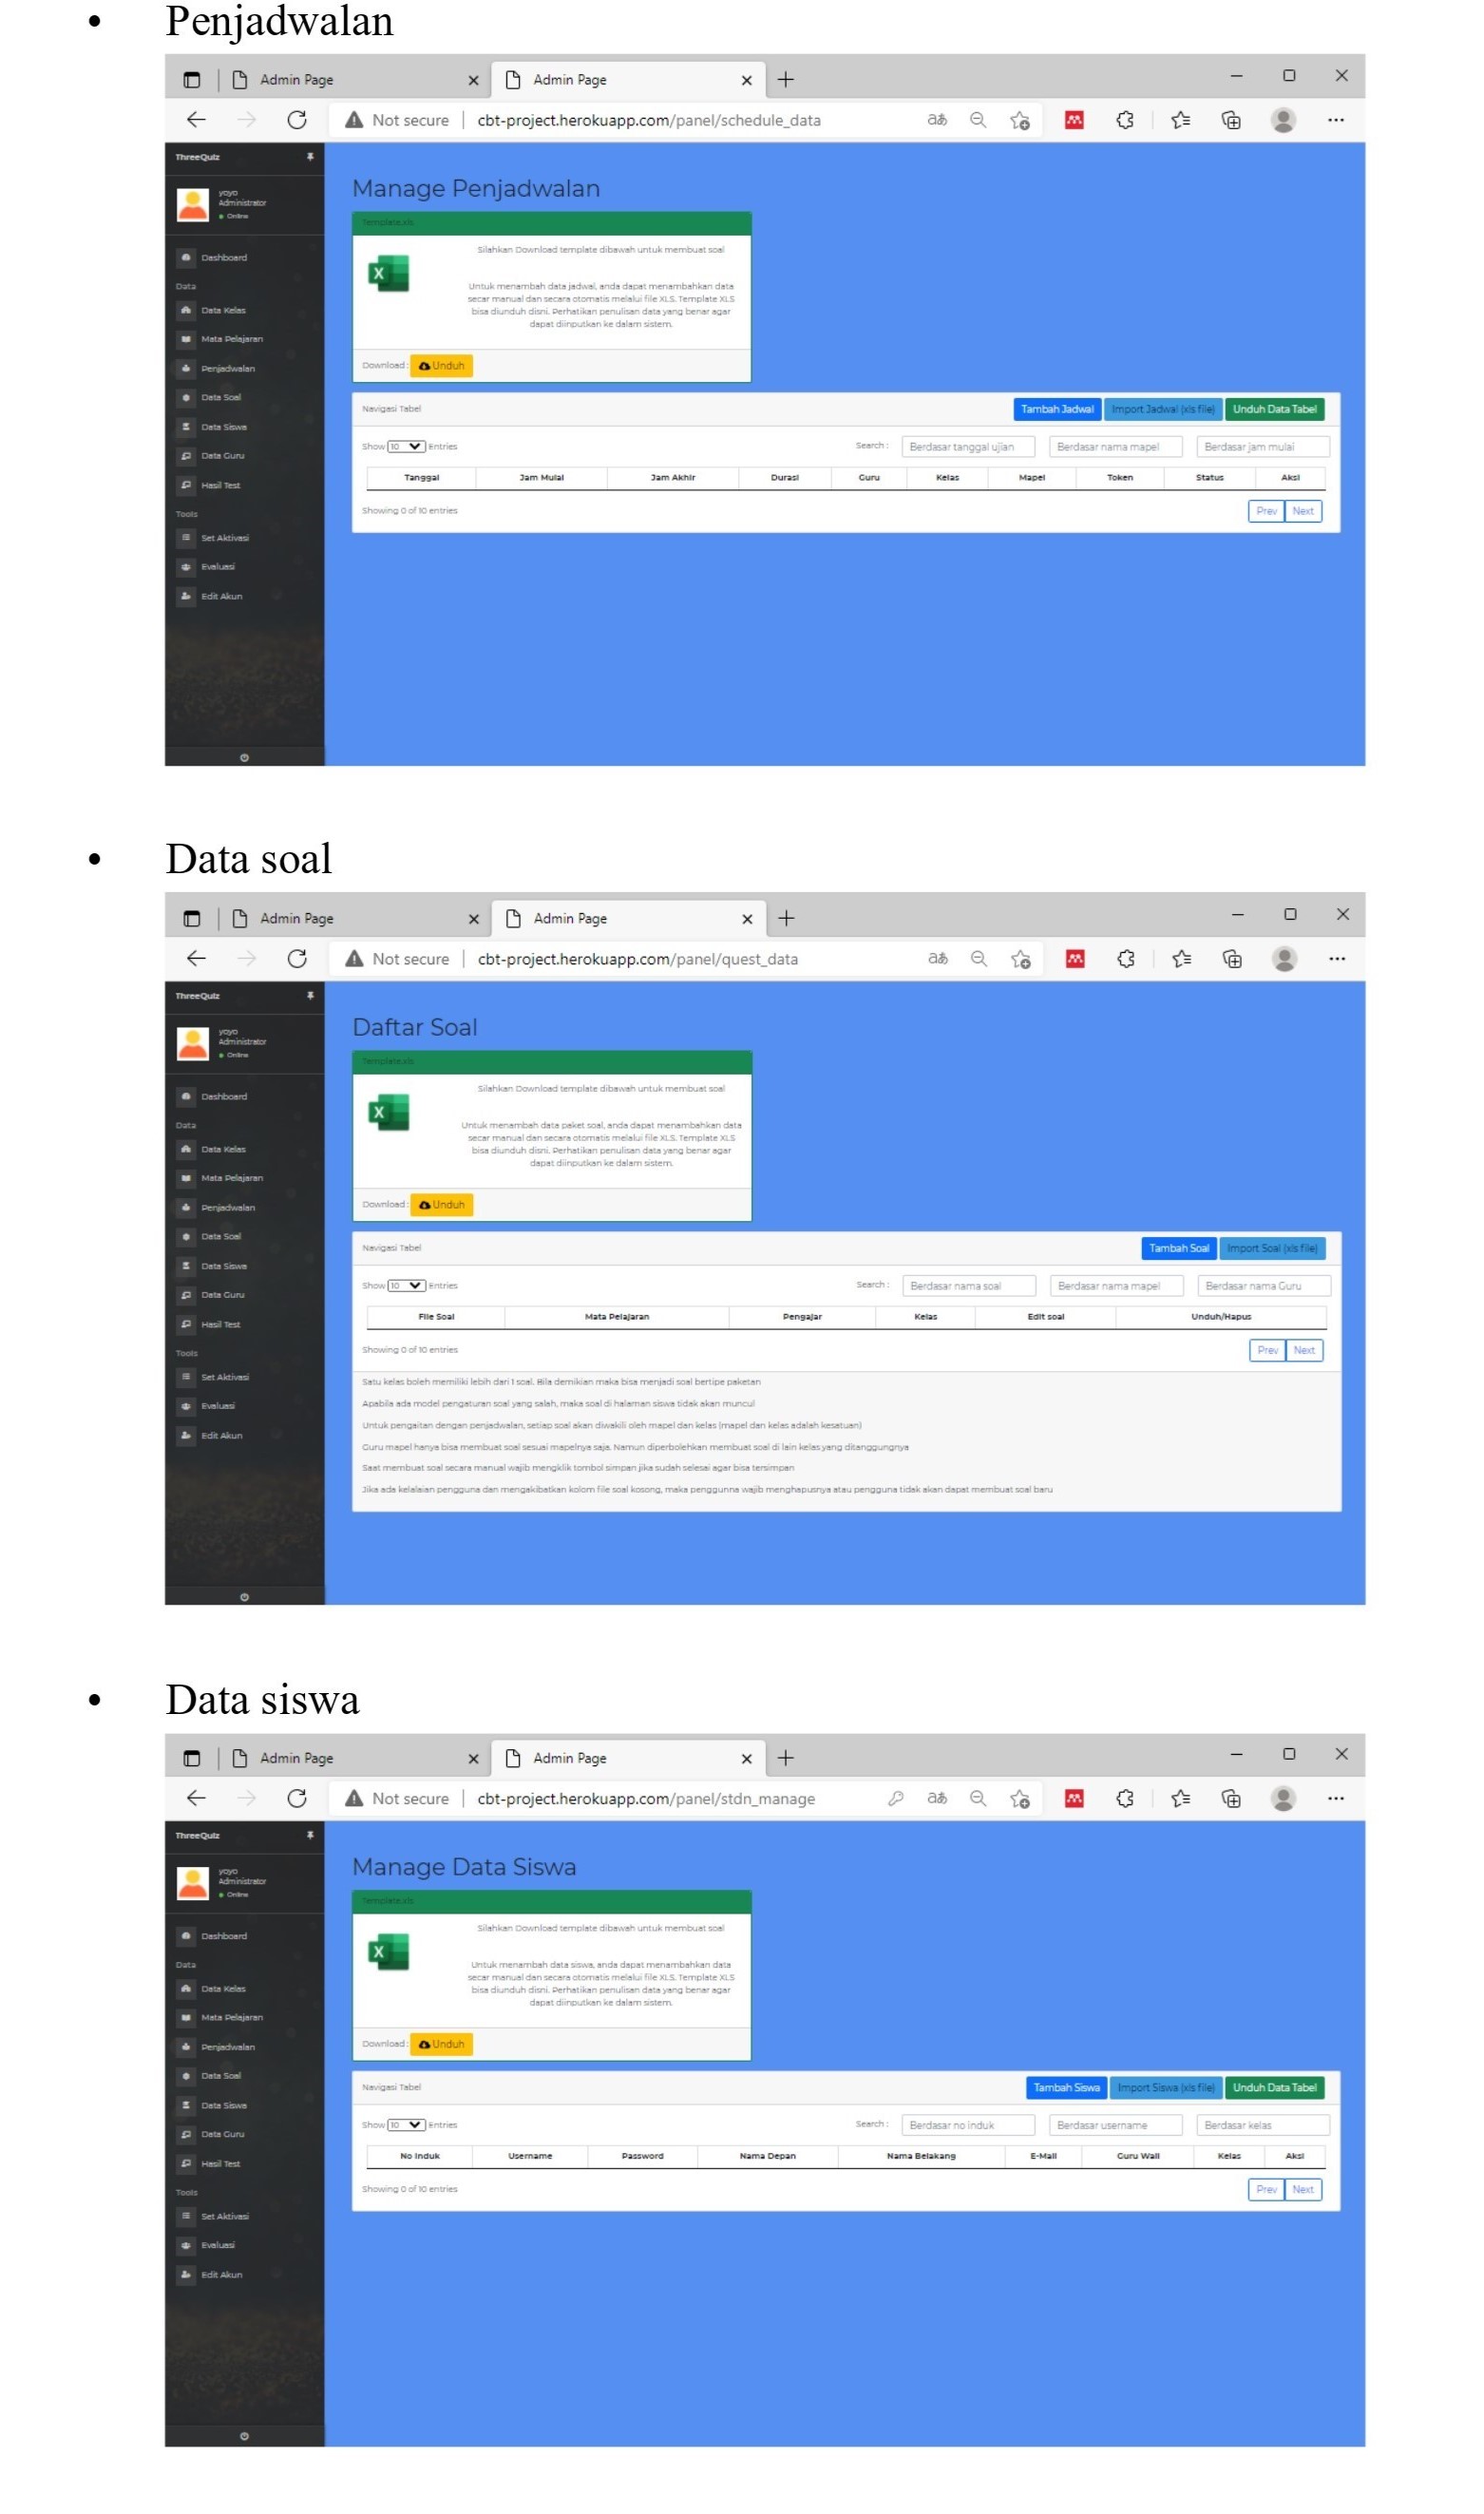 • Penjadwalan
Admin Page
Admin Page
Not secure | cbt-project.herokuapp.com/panel/schedule_data
ThreeQuiz
yoyo
Administrator
Online
Dashboard
Data
Data Kelas
Mata Pelajaran
Penjadwalan
Data Soal
Data Siswa
Data Guru
Hasil Test
Tools
Set Aktivasi
Evaluasi
Edit Akun
Manage Penjadwalan
Template.xls
Silahkan Download template dibawah untuk membuat soal
Untuk menambah data jadwal, anda dapat menambahkan data
secar manual dan secara otomatis melalui file XLS. Template XLS
bisa diunduh disni. Perhatikan penulisan data yang benar agar
dapat diinputkan ke dalam sistem.
Download : Unduh
Navigasi Tabel Tambah Jadwal Import Jadwal (xls file) Unduh Data Tabel
Show 10 Entries Search : Berdasar tanggal ujian Berdasar nama mapel Berdasar jam mulai
Tanggal Jam Mulai Jam Akhir Durasi Guru Kelas Mapel Token Status Aksi
Showing 0 of 10 entries Prev Next
• Data soal
Admin Page
Admin Page
Not secure | cbt-project.herokuapp.com/panel/quest_data
ThreeQuiz
yoyo
Administrator
Online
Dashboard
Data
Data Kelas
Mata Pelajaran
Penjadwalan
Data Soal
Data Siswa
Data Guru
Hasil Test
Tools
Set Aktivasi
Evaluasi
Edit Akun
Daftar Soal
Template.xls
Silahkan Download template dibawah untuk membuat soal
Untuk menambah data paket soal, anda dapat menambahkan data
secar manual dan secara otomatis melalui file XLS. Template XLS
bisa diunduh disni. Perhatikan penulisan data yang benar agar
dapat diinputkan ke dalam sistem.
Download : Unduh
Navigasi Tabel Tambah Soal Import Soal (xls file)
Show 10 Entries Search : Berdasar nama soal Berdasar nama mapel Berdasar nama Guru
File Soal Mata Pelajaran Pengajar Kelas Edit soal Unduh/Hapus
Showing 0 of 10 entries Prev Next
Satu kelas boleh memiliki lebih dari 1 soal. Bila demikian maka bisa menjadi soal bertipe paketan
Apabila ada model pengaturan soal yang salah, maka soal di halaman siswa tidak akan muncul
Untuk pengaitan dengan penjadwalan, setiap soal akan diwakili oleh mapel dan kelas (mapel dan kelas adalah kesatuan)
Guru mapel hanya bisa membuat soal sesuai mapelnya saja. Namun diperbolehkan membuat soal di lain kelas yang ditanggungnya
Saat membuat soal secara manual wajib mengklik tombol simpan jika sudah selesai agar bisa tersimpan
Jika ada kelalaian pengguna dan mengakibatkan kolom file soal kosong, maka penggunna wajib menghapusnya atau pengguna tidak akan dapat membuat soal baru
• Data siswa
Admin Page
Admin Page
Not secure | cbt-project.herokuapp.com/panel/stdn_manage
ThreeQuiz
yoyo
Administrator
Online
Dashboard
Data
Data Kelas
Mata Pelajaran
Penjadwalan
Data Soal
Data Siswa
Data Guru
Hasil Test
Tools
Set Aktivasi
Evaluasi
Edit Akun
Manage Data Siswa
Template.xls
Silahkan Download template dibawah untuk membuat soal
Untuk menambah data siswa, anda dapat menambahkan data
secar manual dan secara otomatis melalui file XLS. Template XLS
bisa diunduh disni. Perhatikan penulisan data yang benar agar
dapat diinputkan ke dalam sistem.
Download : Unduh
Navigasi Tabel Tambah Siswa Import Siswa (xls file) Unduh Data Tabel
Show 10 Entries Search : Berdasar no induk Berdasar username Berdasar kelas
No Induk Username Password Nama Depan Nama Belakang E-Mail Guru Wali Kelas Aksi
Showing 0 of 10 entries Prev Next